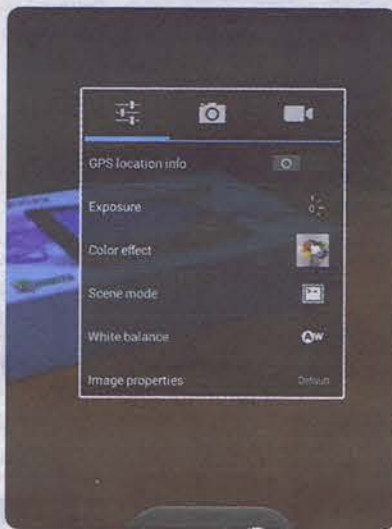 GPS location info
Exposure
Color effect
Scene mode
White balance
Image properties Default